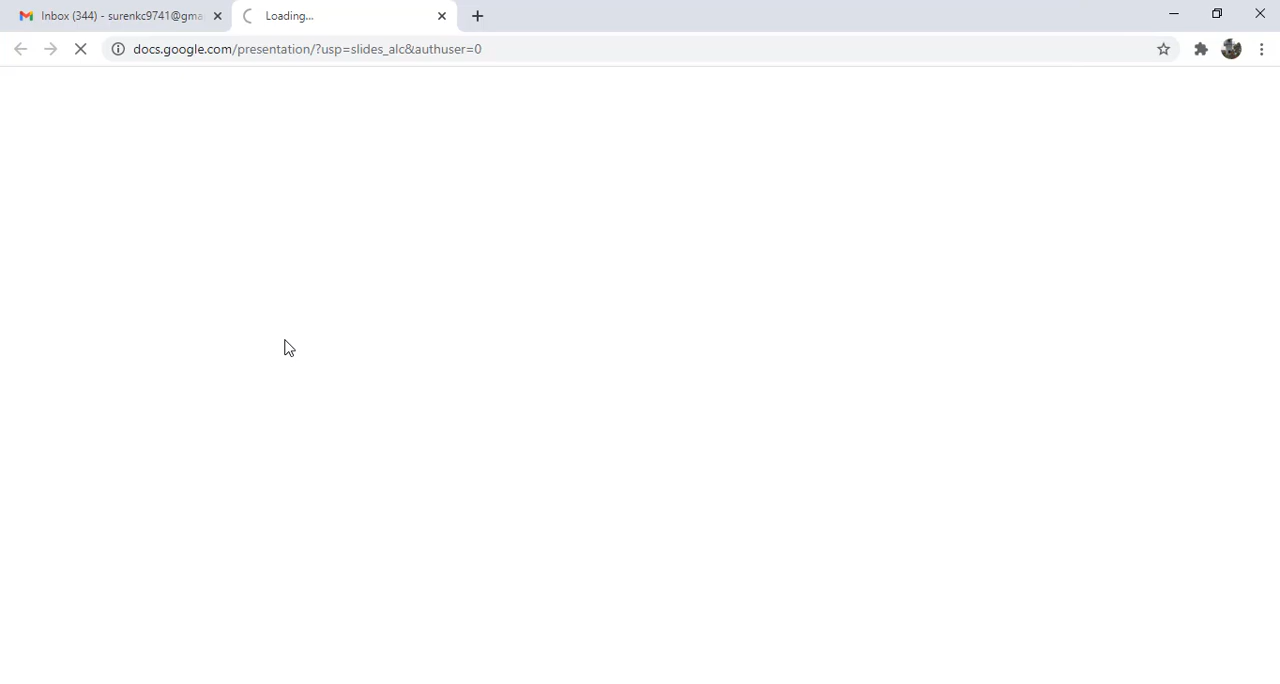 Inbox (344) - surenkc9741@gma
Loading...
docs.google.com/presentation/?usp=slides_alc&authuser=0